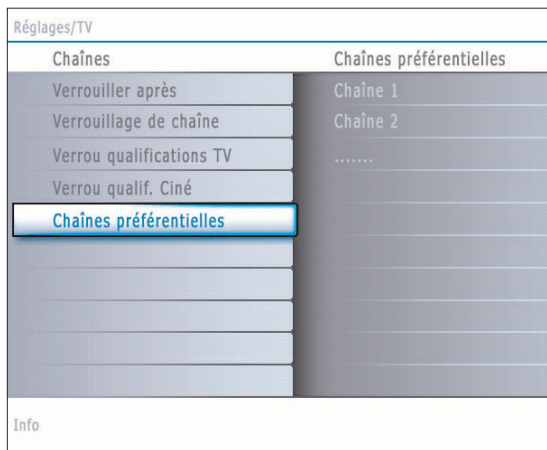 Réglages/TV
Chaînes
Chaînes préférentielles
Verrouiller après
Chaîne 1
Verrouillage de chaîne
Chaîne 2
Verrou qualifications TV
.......
Verrou qualif. Ciné
Chaînes préférentielles
Info